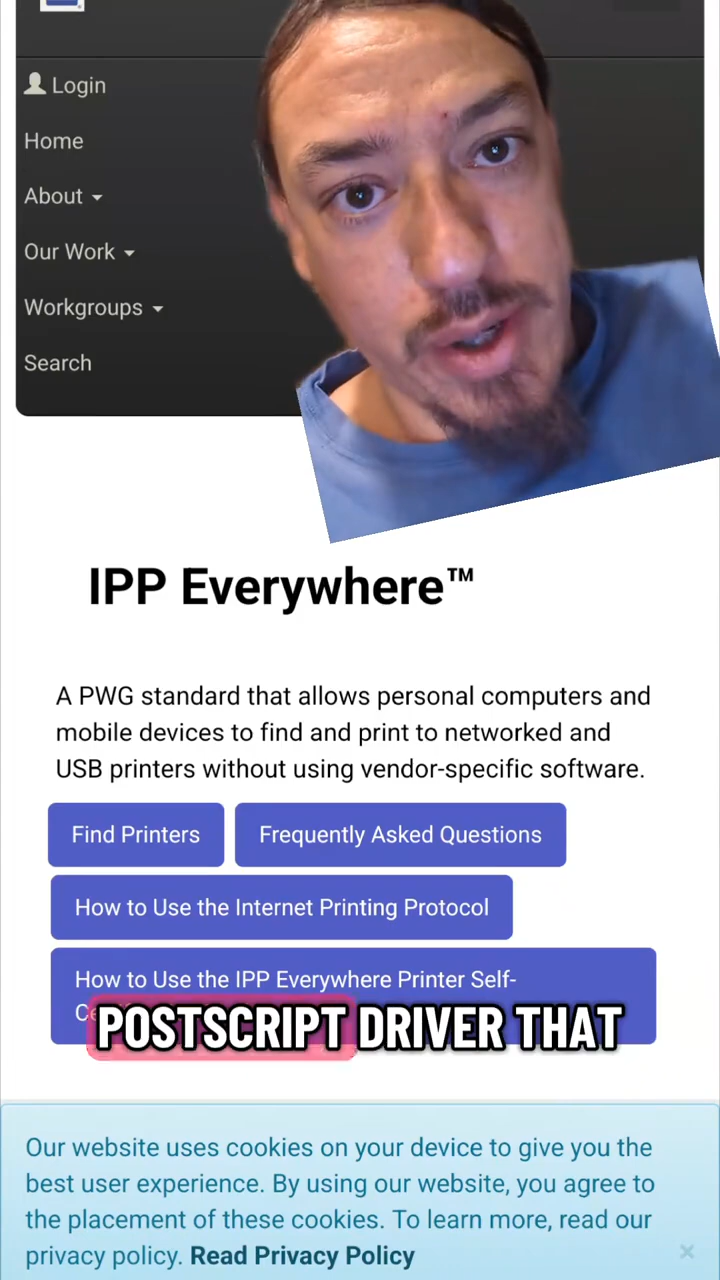 Login
Home
About
Our Work
Workgroups
Search
IPP Everywhere™
A PWG standard that allows personal computers and
mobile devices to find and print to networked and
USB printers without using vendor-specific software.
Find Printers
Frequently Asked Questions
How to Use the Internet Printing Protocol
How to Use the IPP Everywhere Printer Self-
POSTSCRIPT DRIVER THAT
Our website uses cookies on your device to give you the
best user experience. By using our website, you agree to
the placement of these cookies. To learn more, read our
privacy policy. Read Privacy Policy
×